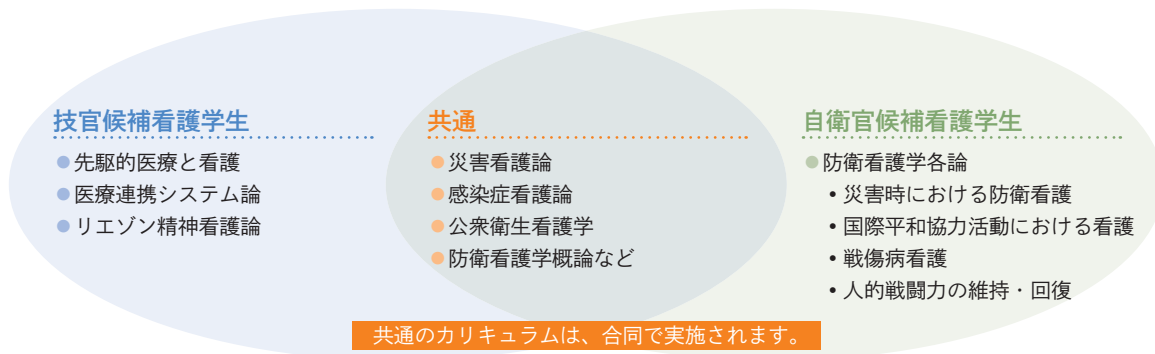 技官候補看護学生
先駆的医療と看護
医療連携システム論
リエゾン精神看護論
共通
災害看護論
感染症看護論
公衆衛生看護学
防衛看護学概論など
自衛官候補看護学生
防衛看護学各論
• 災害時における防衛看護
• 国際平和協力活動における看護
• 戦傷病看護
• 人的戦闘力の維持・回復
共通のカリキュラムは、合同で実施されます。